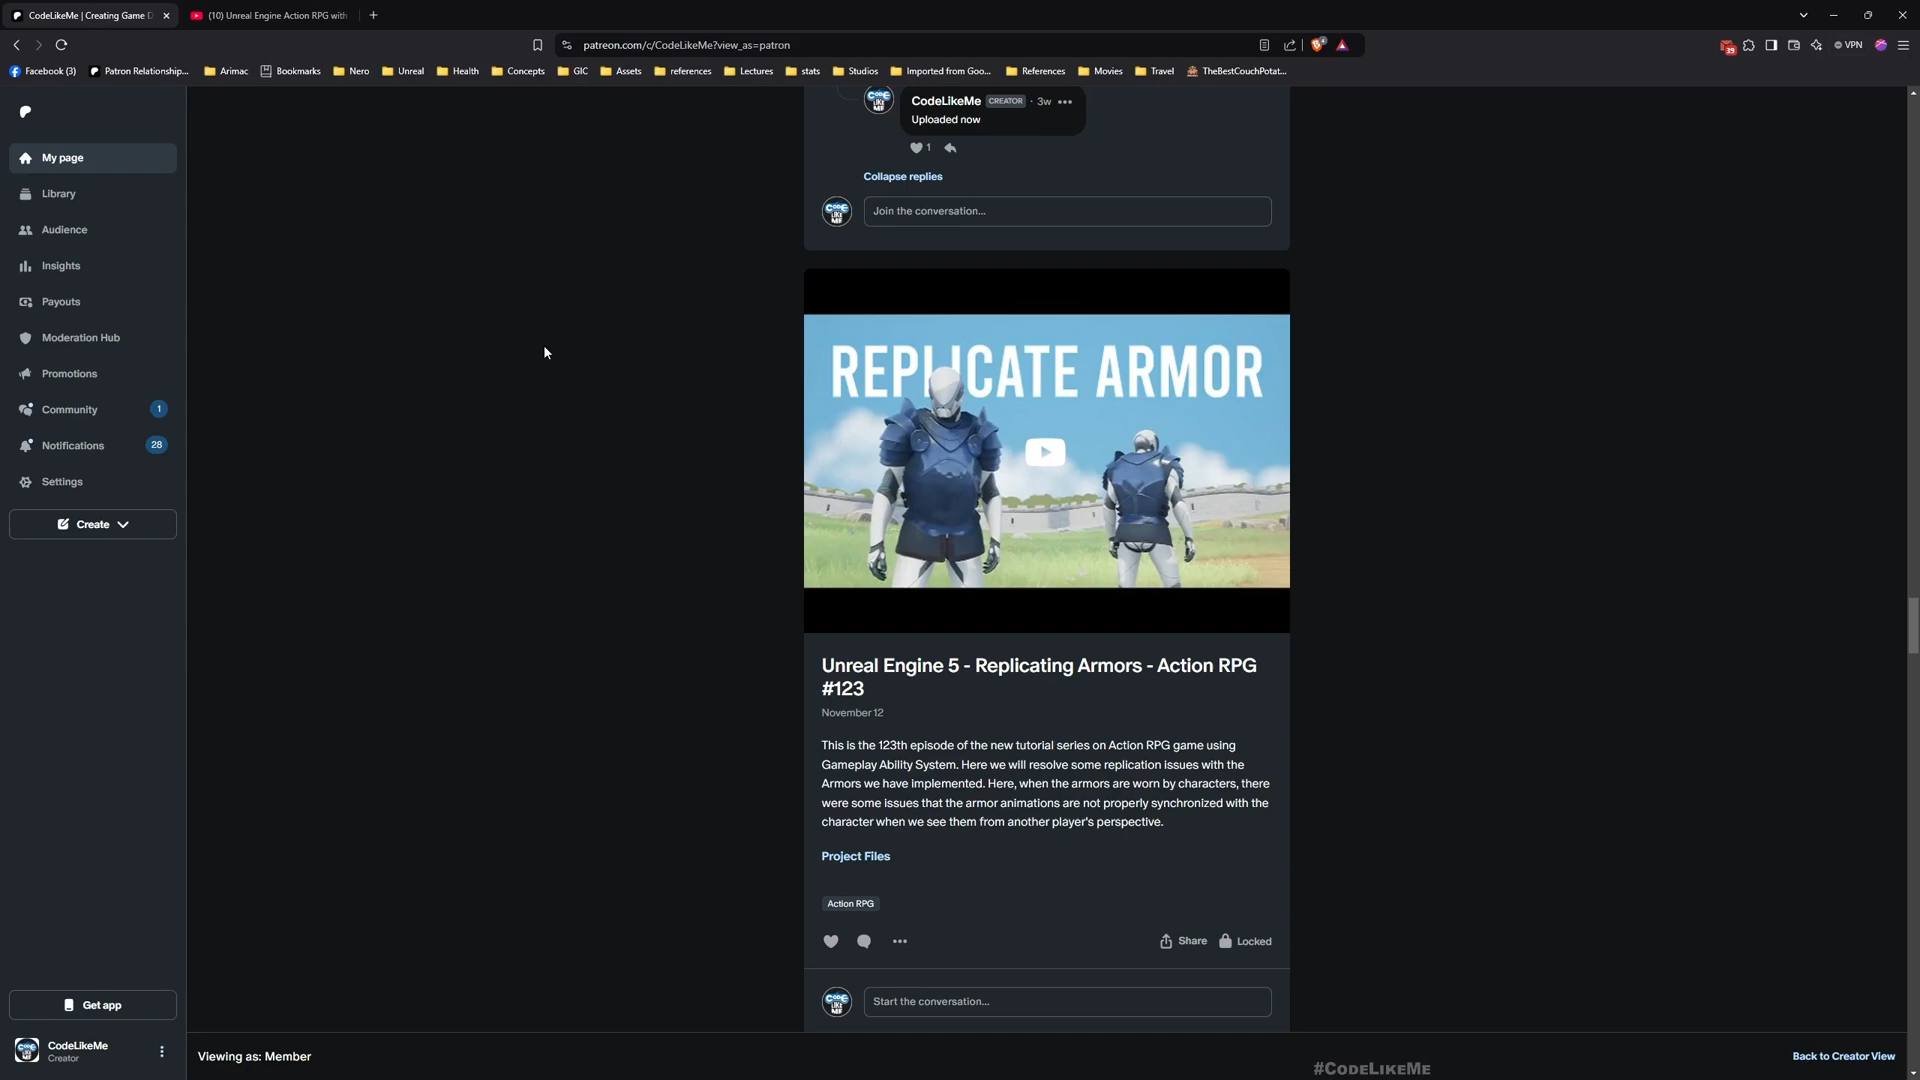 CodeLikeMe | Creating Game D
(10) Unreal Engine Action RPG with
patreon.com/c/CodeLikeMe?view_as=patron
39
VPN
Facebook (3)
Patron Relationship...
Arimac
Bookmarks
Nero
Unreal
Health
Concepts
GIC
Assets
references
Lectures
stats
Studios
Imported from Goo...
References
Movies
Travel
TheBestCouchPotat...
My page
Library
Audience
Insights
Payouts
Moderation Hub
Promotions
Community 1
Notifications 28
Settings
Create
Get app
CodeLikeMe
Creator
CodeLikeMe CREATOR · 3w
Uploaded now
1
Collapse replies
Join the conversation...
REPLICATE ARMOR
Unreal Engine 5 - Replicating Armors - Action RPG
#123
November 12
This is the 123th episode of the new tutorial series on Action RPG game using
Gameplay Ability System. Here we will resolve some replication issues with the
Armors we have implemented. Here, when the armors are worn by characters, there
were some issues that the armor animations are not properly synchronized with the
character when we see them from another player's perspective.
Project Files
Action RPG
Share
Locked
Start the conversation...
Viewing as: Member
#CodeLikeMe
Back to Creator View